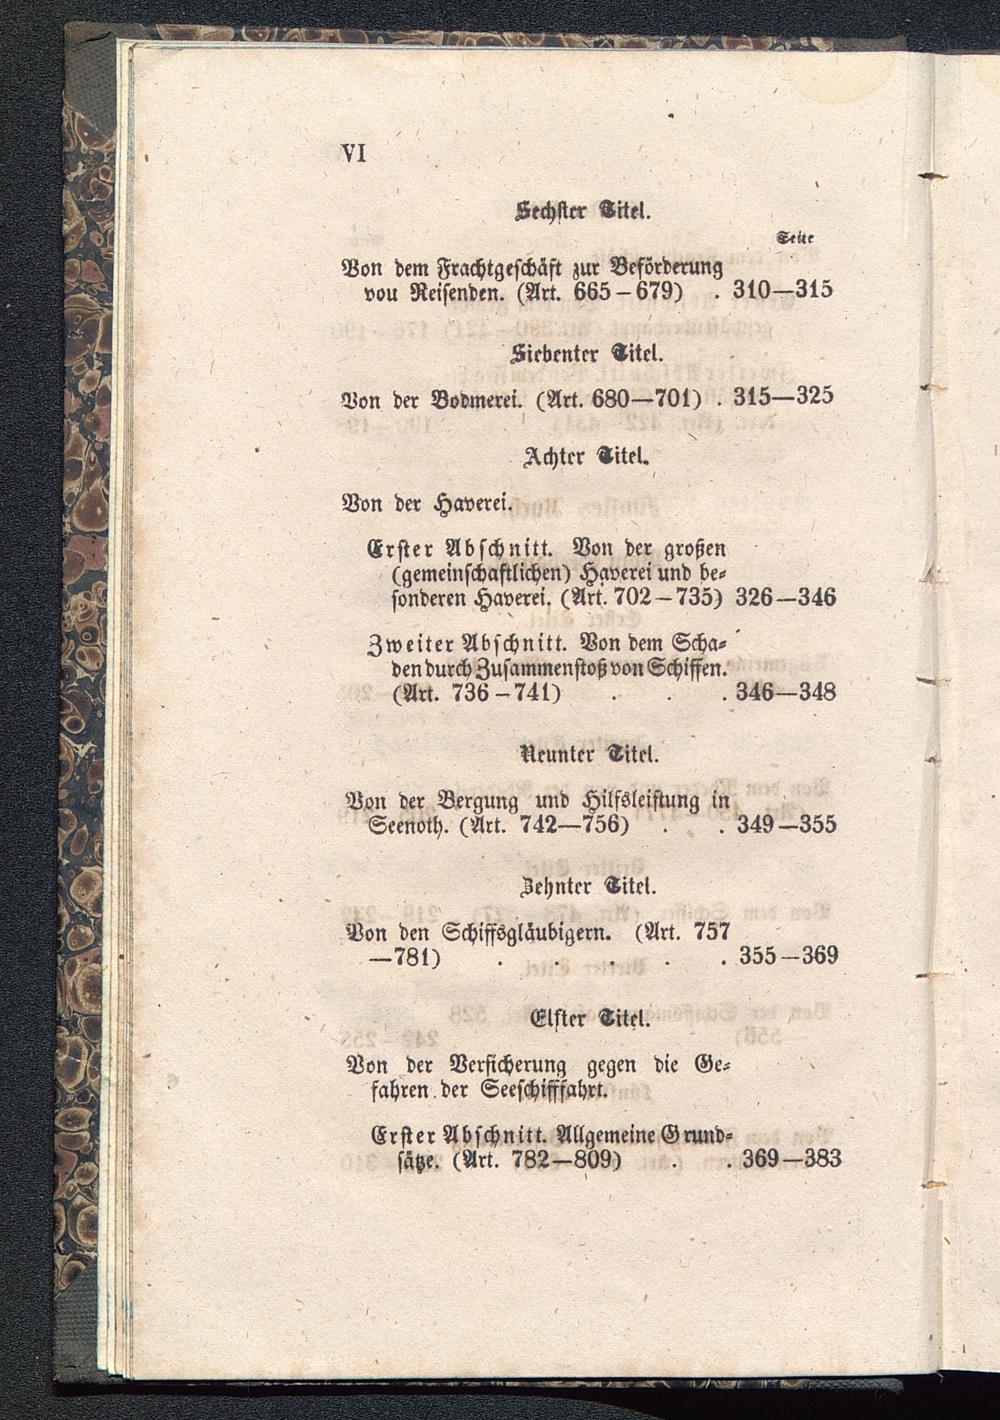 VI
Sechster Titel.
Seite
Von dem Frachtgeschäft zur Beförderung
vou Reisenden. (Art. 665–679) . 310—315
Siebenter Titel.
Von der Bodmerei. (Art. 680—701) . 315—325
Achter Titel.
Von der Haverei.
Erster Abschnitt. Von der großen
(gemeinschaftlichen) Haverei und be-
sonderen Haverei. (Art. 702–735) 326—346
Zweiter Abschnitt. Von dem Scha-
den durch Zusammenstoß von Schiffen.
(Art. 736–741) . . . 346—348
Neunter Titel.
Von der Bergung und Hilfsleistung in
Seenoth. (Art. 742—756) . . 349—355
Zehnter Titel.
Von den Schiffsgläubigern. (Art. 757
—781) . . . . . 355—369
Elfter Titel.
Von der Versicherung gegen die Ge-
fahren der Seeschifffahrt.
Erster Abschnitt. Allgemeine Grund-
sätze. (Art. 782—809) . . 369—383